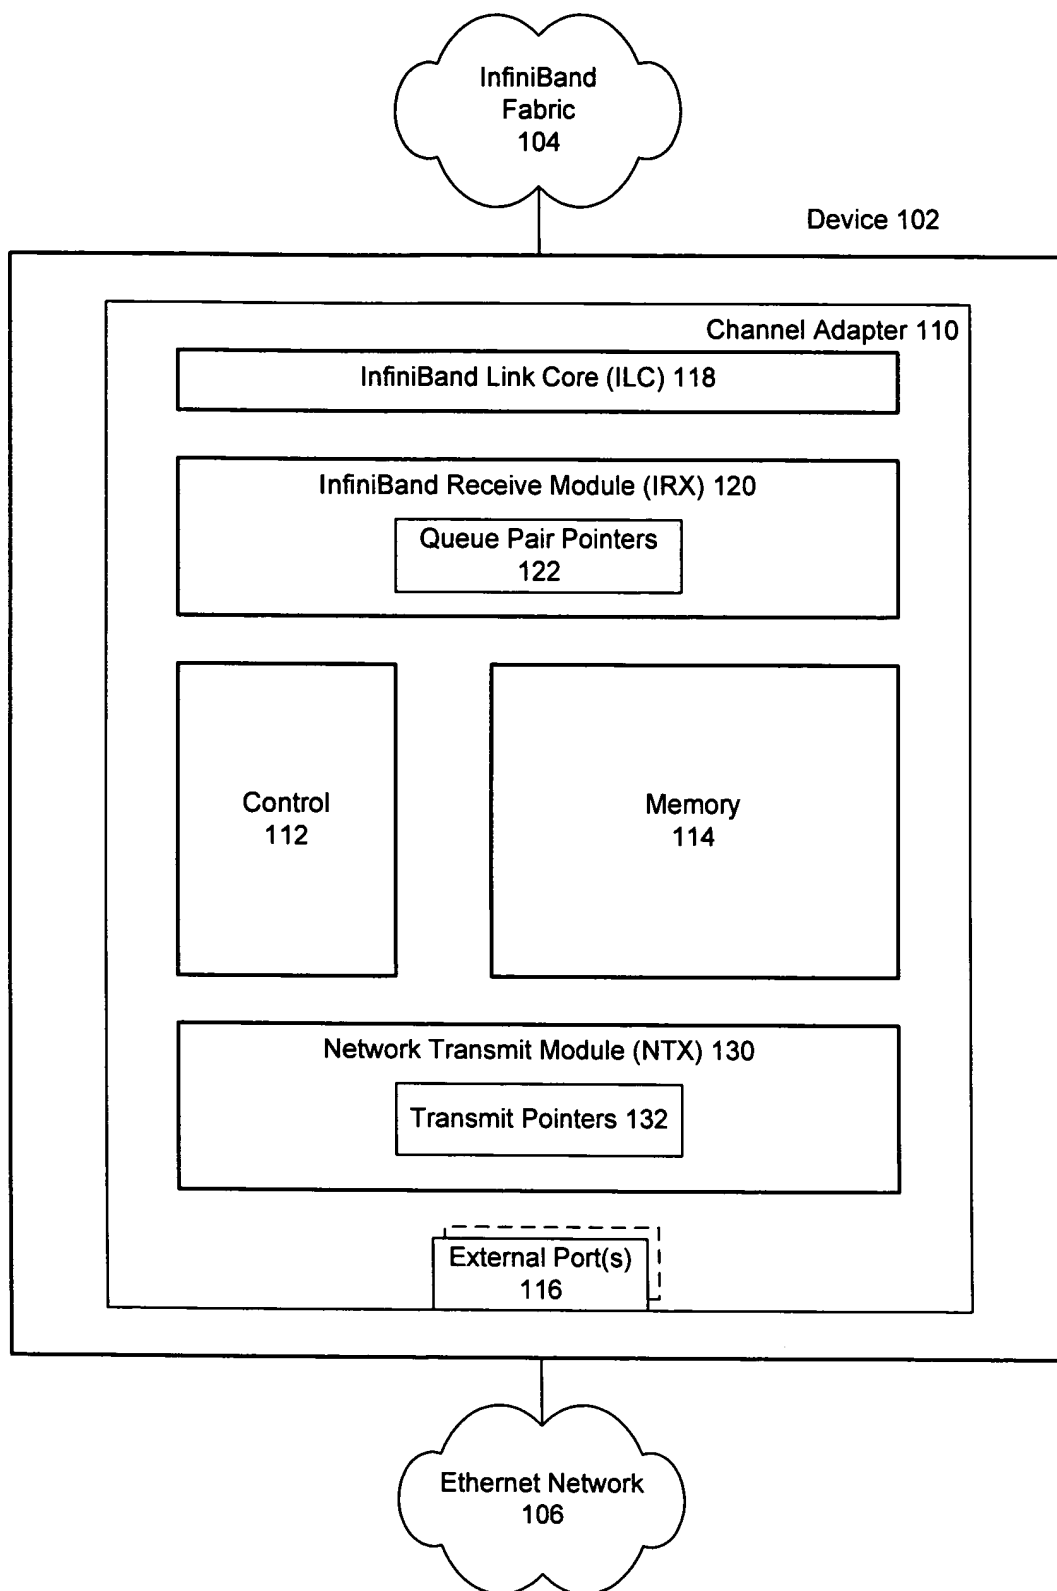 InfiniBand
Fabric
104
Device 102
Channel Adapter 110
InfiniBand Link Core (ILC) 118
InfiniBand Receive Module (IRX) 120
Queue Pair Pointers
122
Control
112
Memory
114
Network Transmit Module (NTX) 130
Transmit Pointers 132
External Port(s)
116
Ethernet Network
106